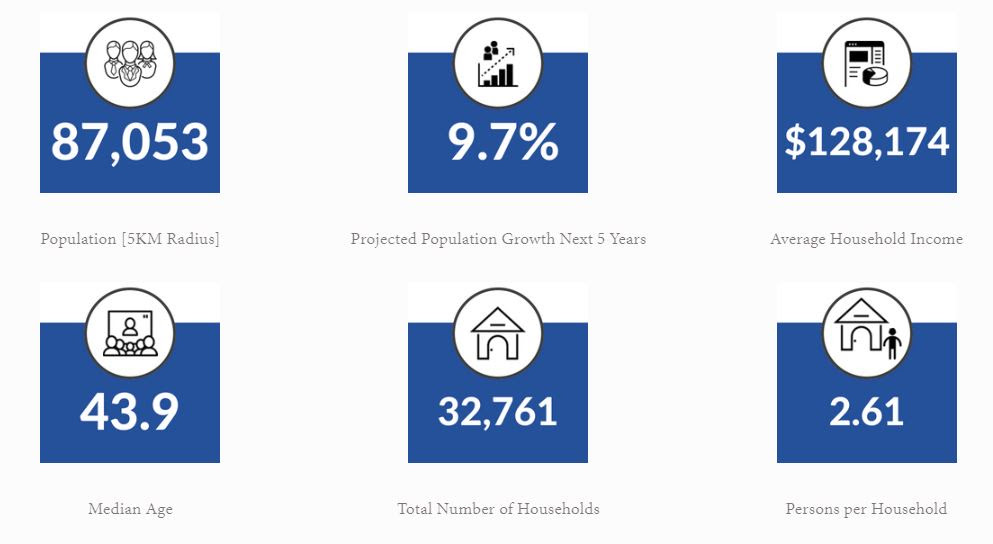 87,053
9.7%
$128,174
Population [5KM Radius]
Projected Population Growth Next 5 Years
Average Household Income
43.9
32,761
2.61
Median Age
Total Number of Households
Persons per Household